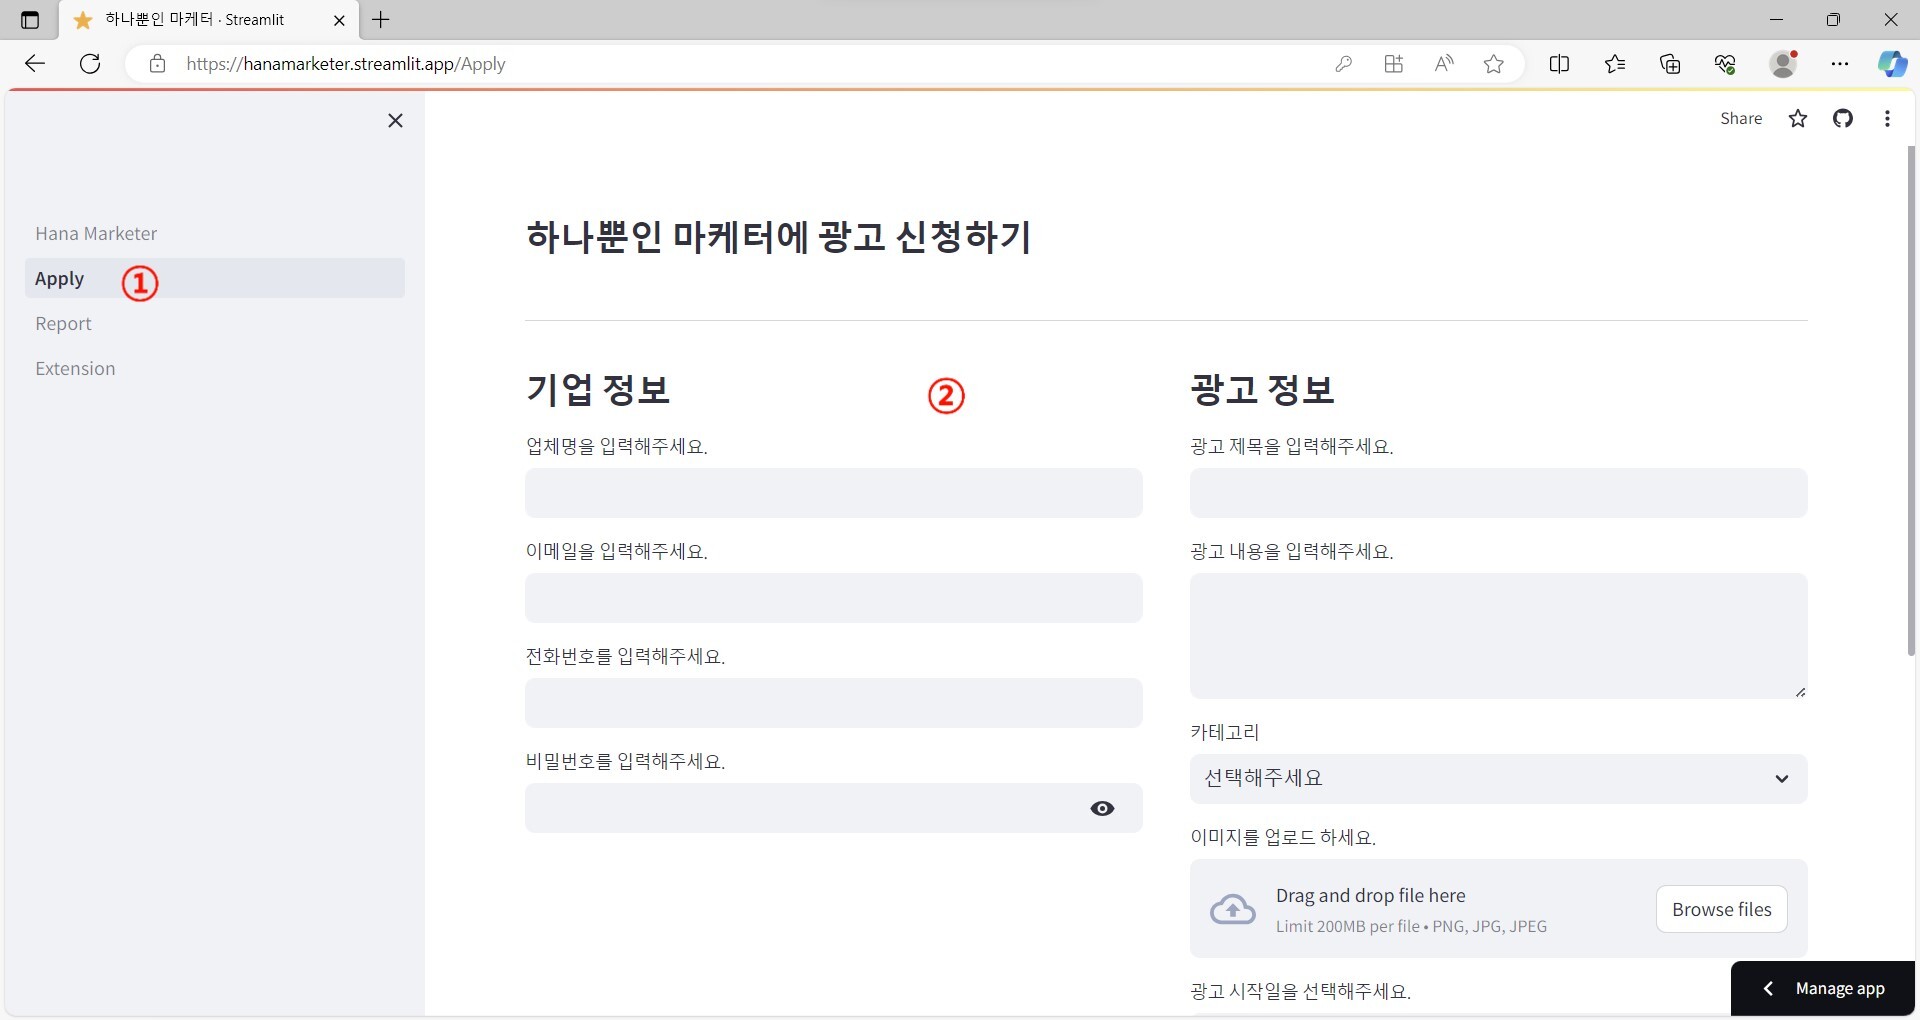 하나뿐인 마케터 · Streamlit
https://hanamarketer.streamlit.app/Apply
Share
Hana Marketer
Apply ①
Report
Extension
하나뿐인 마케터에 광고 신청하기
기업 정보
②
업체명을 입력해주세요.
이메일을 입력해주세요.
전화번호를 입력해주세요.
비밀번호를 입력해주세요.
광고 정보
광고 제목을 입력해주세요.
광고 내용을 입력해주세요.
카테고리
선택해주세요
이미지를 업로드 하세요.
Drag and drop file here
Limit 200MB per file • PNG, JPG, JPEG
Browse files
광고 시작일을 선택해주세요.
Manage app